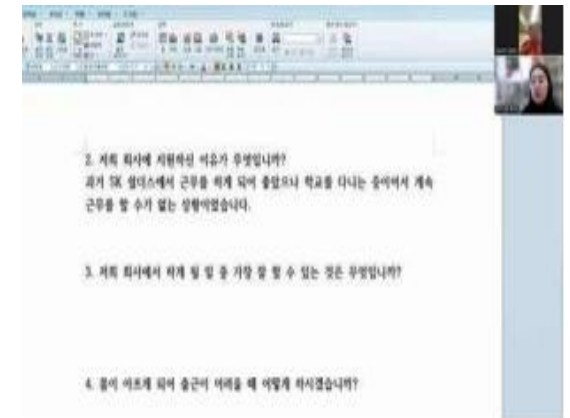 2. 저희 회사에 지원하신 이유가 무엇입니까?
과거 SK 쉴더스에서 근무를 하게 되어 좋았으나 학교를 다니는 중이여서 계속
근무를 할 수가 없는 상황이었습니다.
3. 저희 회사에서 하게 될 일 중 가장 잘 할 수 있는 것은 무엇입니까?
4. 몸이 아프게 되어 출근이 어려울 때 어떻게 하시겠습니까?